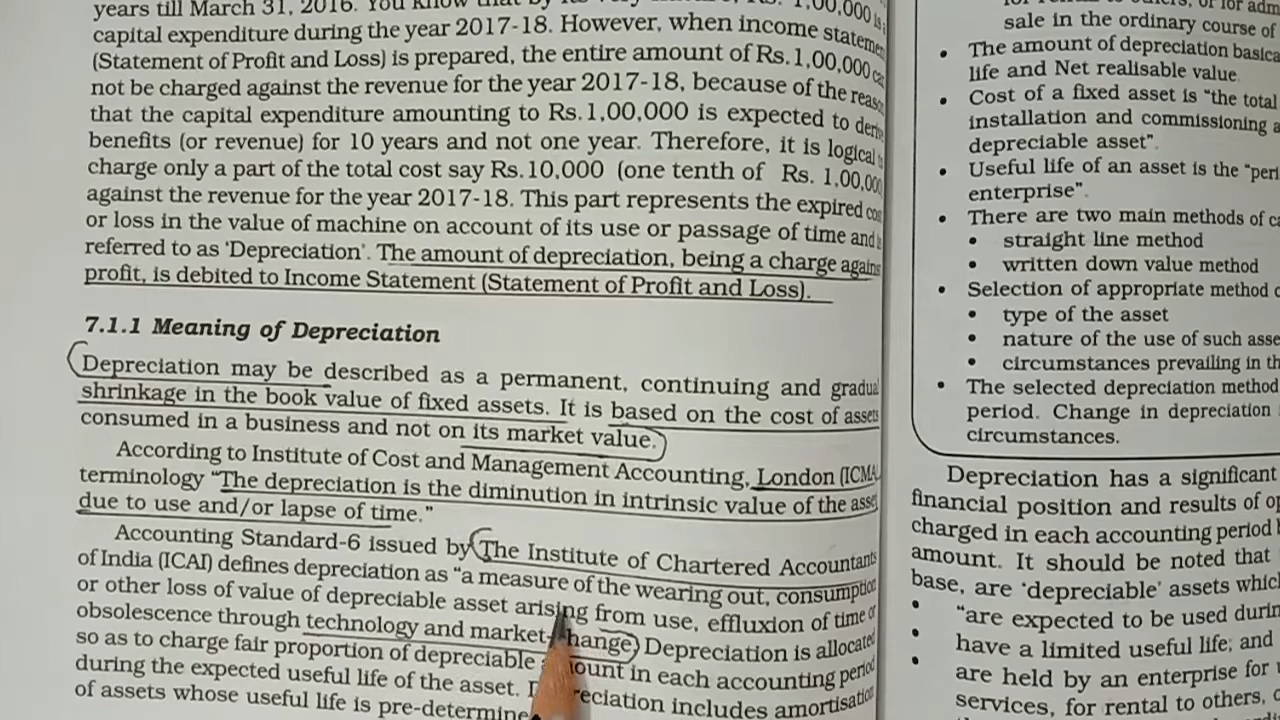 years till March 31, 2016. You know that by its very
capital expenditure during the year 2017-18. However, when income
(Statement of Profit and Loss) is prepared, the entire amount of Rs. 1,00,000
not be charged against the revenue for the year 2017-18, because of the
that the capital expenditure amounting to Rs.1,00,000 is expected to
benefits (or revenue) for 10 years and not one year. Therefore, it is logical
charge only a part of the total cost say Rs.10,000 (one tenth of Rs. 1,00,000
against the revenue for the year 2017-18. This part represents the expired
or loss in the value of machine on account of its use or passage of time and
referred to as 'Depreciation'. The amount of depreciation, being a charge
profit, is debited to Income Statement (Statement of Profit and Loss).
7.1.1 Meaning of Depreciation
Depreciation may be described as a permanent, continuing and gradual
shrinkage in the book value of fixed assets. It is based on the cost of assets
consumed in a business and not on its market value.
According to Institute of Cost and Management Accounting, London (ICMA
terminology "The depreciation is the diminution in intrinsic value of the asset
due to use and/or lapse of time."
Accounting Standard-6 issued by The Institute of Chartered Accountants
of India (ICAI) defines depreciation as "a measure of the wearing out, consumption
or other loss of value of depreciable asset arising from use, effluxion of time or
obsolescence through technology and market-change. Depreciation is allocated
so as to charge fair proportion of depreciable in each accounting period
during the expected useful life of the asset. includes amortisation
of assets whose useful life is
sale in the ordinary course of
• The amount of depreciation
life and Net realisable value.
• Cost of a fixed asset is "the total
installation and commissioning
depreciable asset".
• Useful life of an asset is the
enterprise".
• There are two main methods of
• straight line method
• written down value method
• Selection of appropriate method
• type of the asset
• nature of the use of such
• circumstances prevailing in
• The selected depreciation method
period. Change in depreciation
circumstances.
Depreciation has a significant
financial position and results of
charged in each accounting period
amount. It should be noted that
base, are 'depreciable' assets
• "are expected to be used
• have a limited useful life; and
• are held by an enterprise for
services, for rental to others,